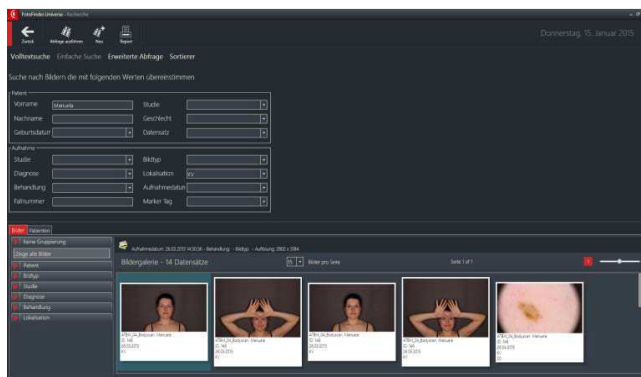 FotoFinder Universe - Recherche
Zurück
Abfrage ausführen
Neu
Report
Donnerstag, 15. Januar 2015
Volltextsuche Einfache Suche Erweiterte Abfrage Sortierer
Suche nach Bildern die mit folgenden Werten übereinstimmen
Patient
Vorname Manuela Studie
Nachname Geschlecht
Geburtsdatum Datensatz
Aufnahme
Studie Bildtyp
Diagnose Lokalisation
Behandlung Aufnahmedatum
Fallnummer Marker Tag
Bilder Patienten
Keine Gruppierung
Zeige alle Bilder
Patient
Bildtyp
Studie
Diagnose
Behandlung
Lokalisation
Bildergalerie - 14 Datensätze
15 Bilder pro Seite
Seite 1 of 1